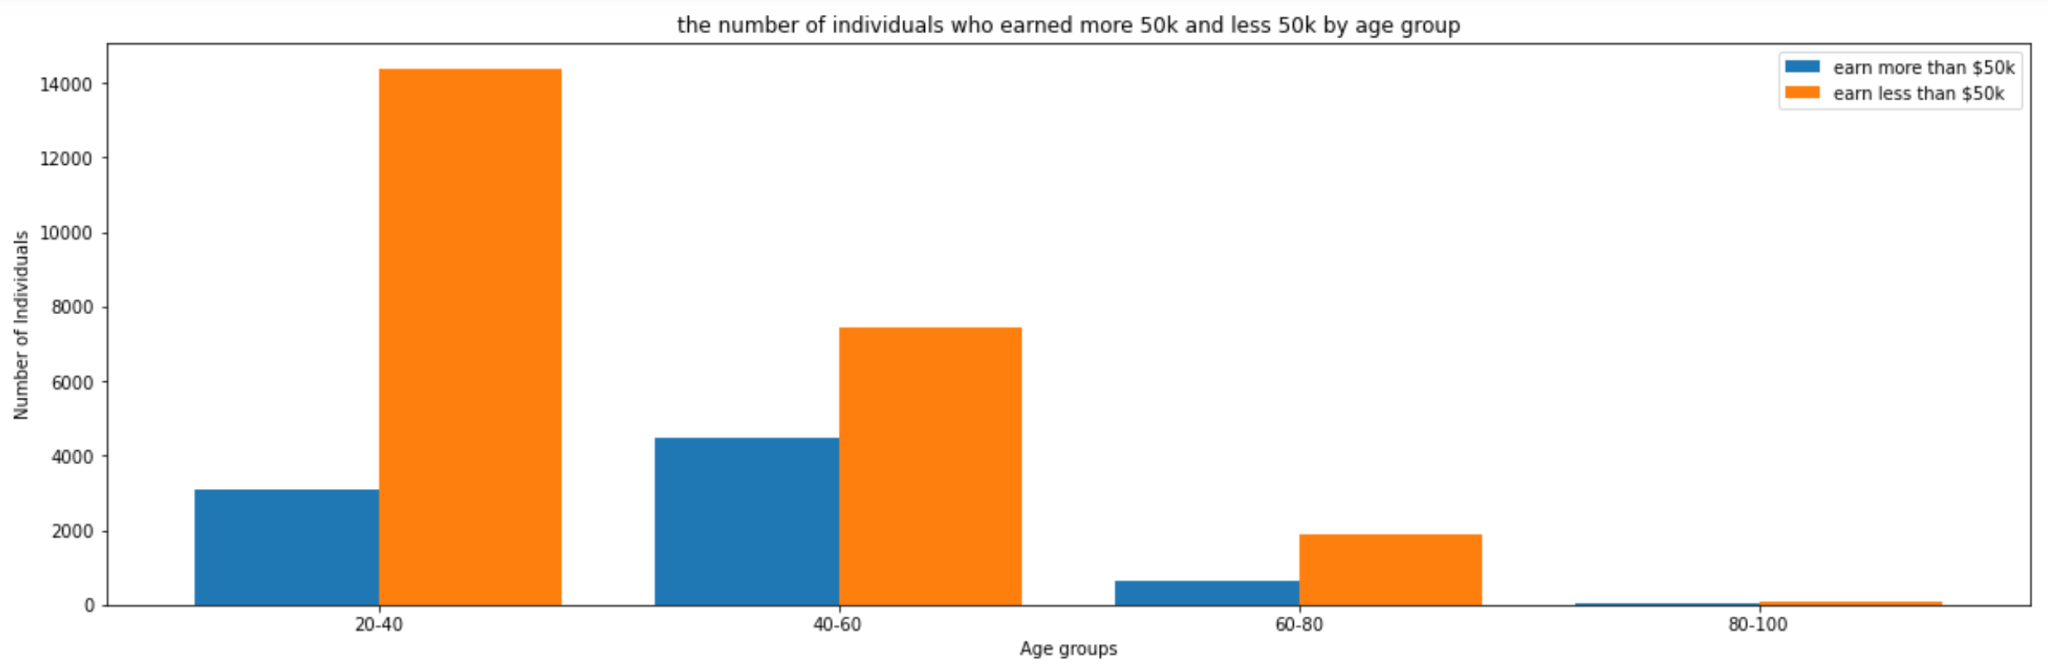 the number of individuals who earned more 50k and less 50k by age group
earn more than $50k
earn less than $50k
Number of Individuals
14000
12000
10000
8000
6000
4000
2000
0
20-40
40-60
60-80
80-100
Age groups